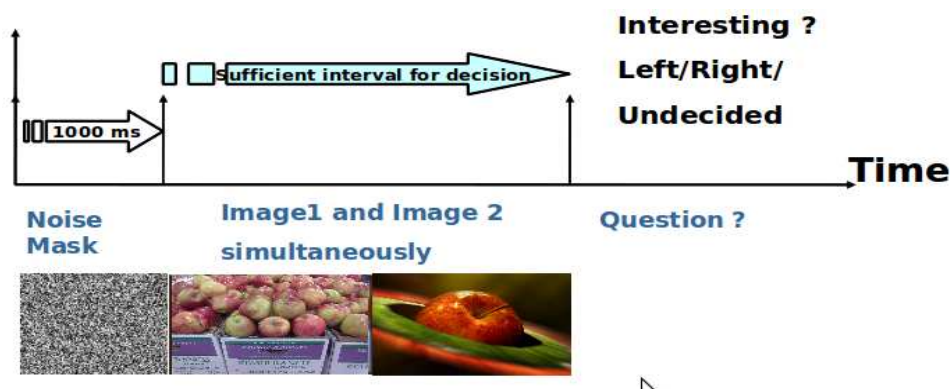 Interesting ?
Left/Right/
Undecided
Sufficient interval for decision
1000 ms
Time
Noise
Mask
Image1 and Image 2
simultaneously
Question ?